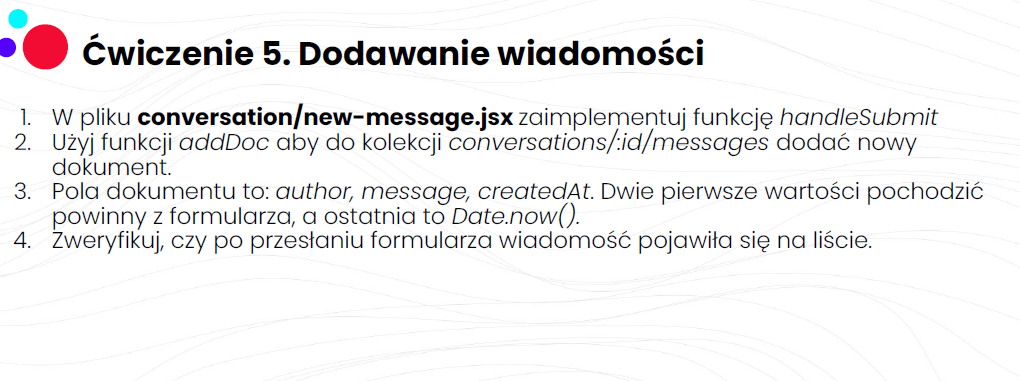 Ćwiczenie 5. Dodawanie wiadomości
1. W pliku conversation/new-message.jsx zaimplementuj funkcję handleSubmit
2. Użyj funkcji addDoc aby do kolekcji conversations/:id/messages dodać nowy
dokument.
3. Pola dokumentu to: author, message, createdAt. Dwie pierwsze wartości pochodzić
powinny z formularza, a ostatnia to Date.now().
4. Zweryfikuj, czy po przesłaniu formularza wiadomość pojawiła się na liście.